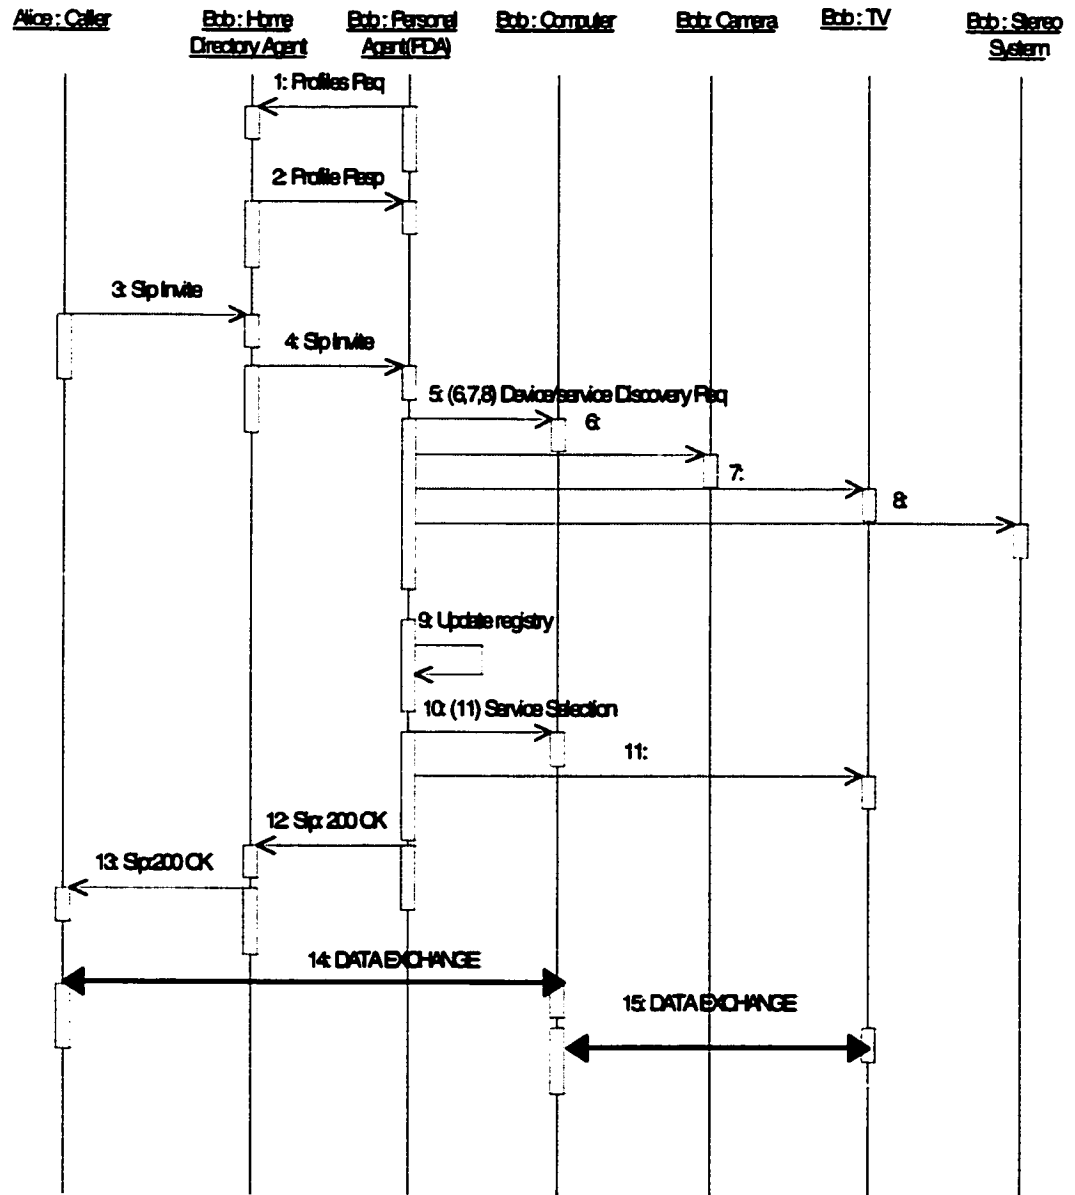 Alice : Caller
Bob : Home
Directory Agent
Bob : Personal
Agent(PDA)
Bob : Computer
Bob: Camera
Bob : TV
Bob : Stereo
System
1: Profiles Req
2: Profile Resp
3: Sip Invite
4: Sip Invite
5: (6,7,8) Device/service Discovery Req
6:
7:
8:
9: Update registry
10: (11) Service Selection
11:
12: Sip: 200 OK
13: Sip:200 OK
14: DATA EXCHANGE
15: DATA EXCHANGE